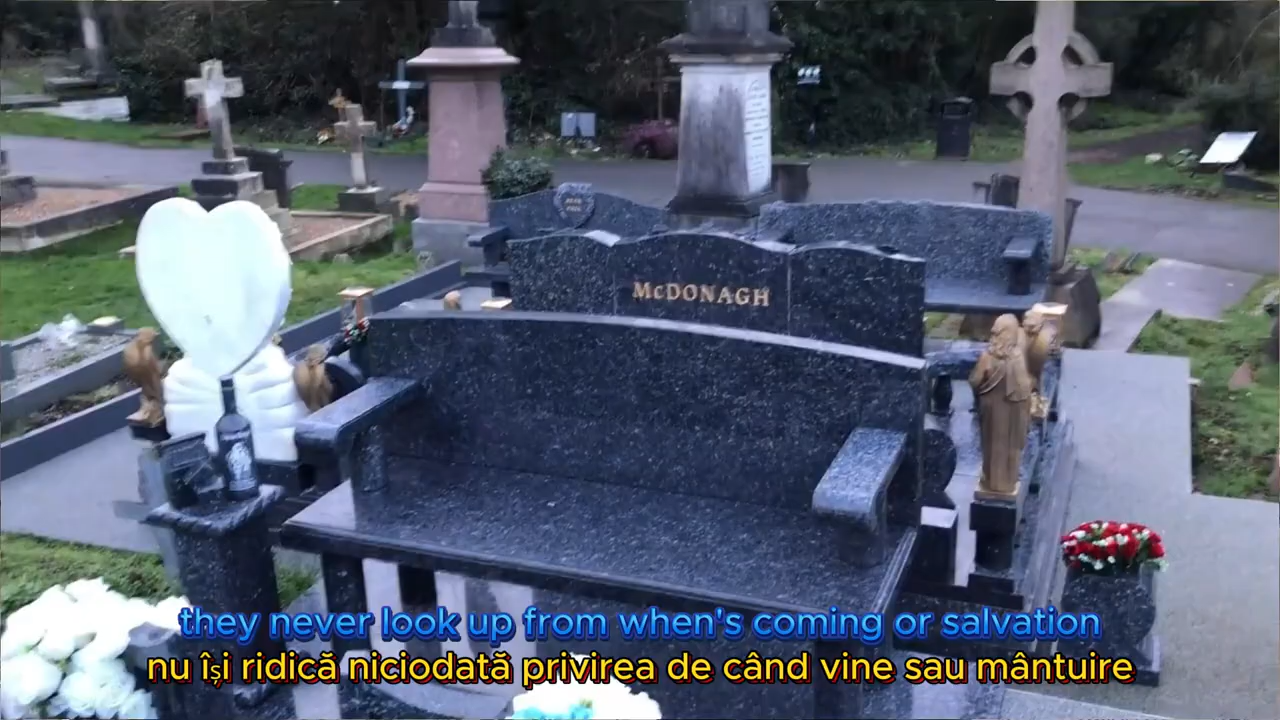 McDONAGH
they never look up from when's coming or salvation
nu își ridică niciodată privirea de când vine sau mântuire